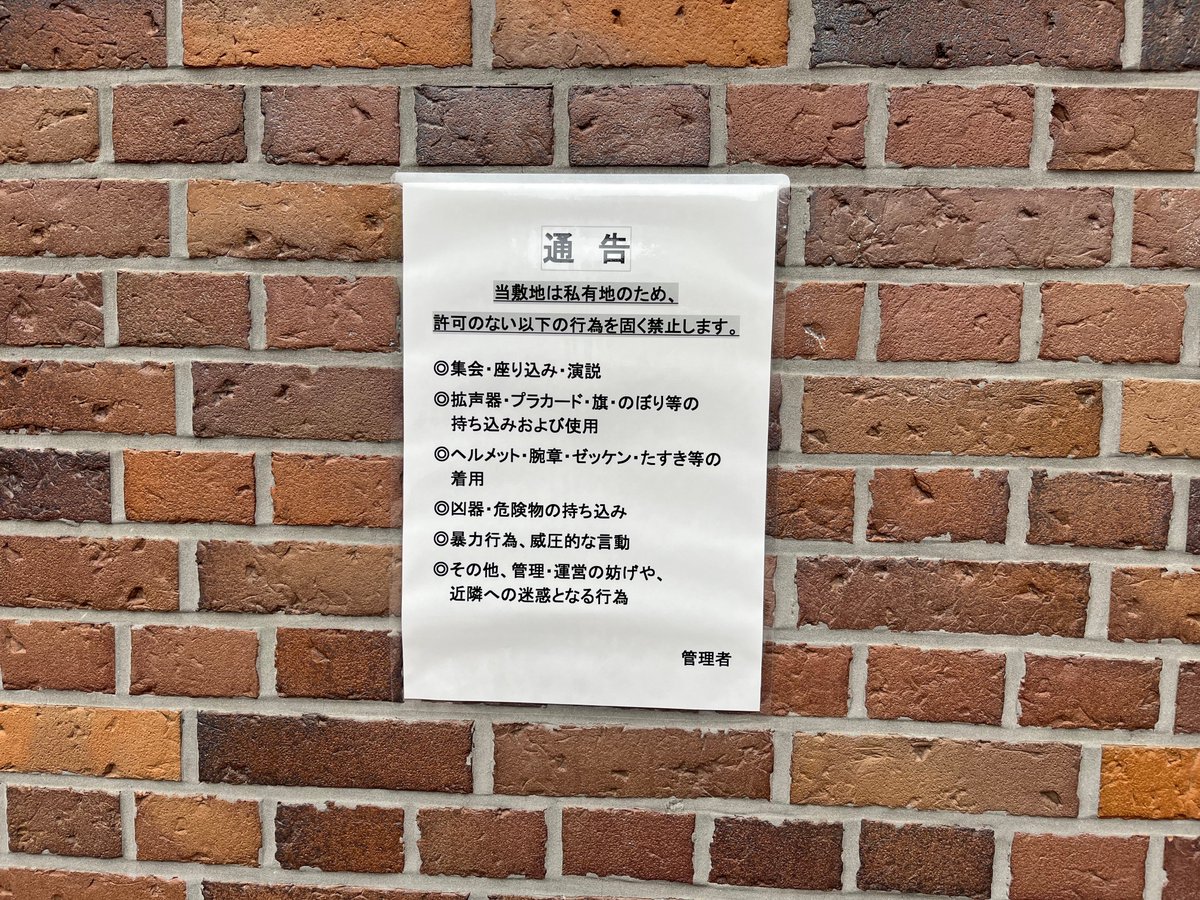 通 告
当敷地は私有地のため、
許可のない以下の行為を固く禁止します。
◎集会・座り込み・演説
◎拡声器・プラカード・旗・のぼり等の
持ち込みおよび使用
◎ヘルメット・腕章・ゼッケン・たすき等の
着用
◎凶器・危険物の持ち込み
◎暴力行為、威圧的な言動
◎その他、管理・運営の妨げや、
近隣への迷惑となる行為
管理者